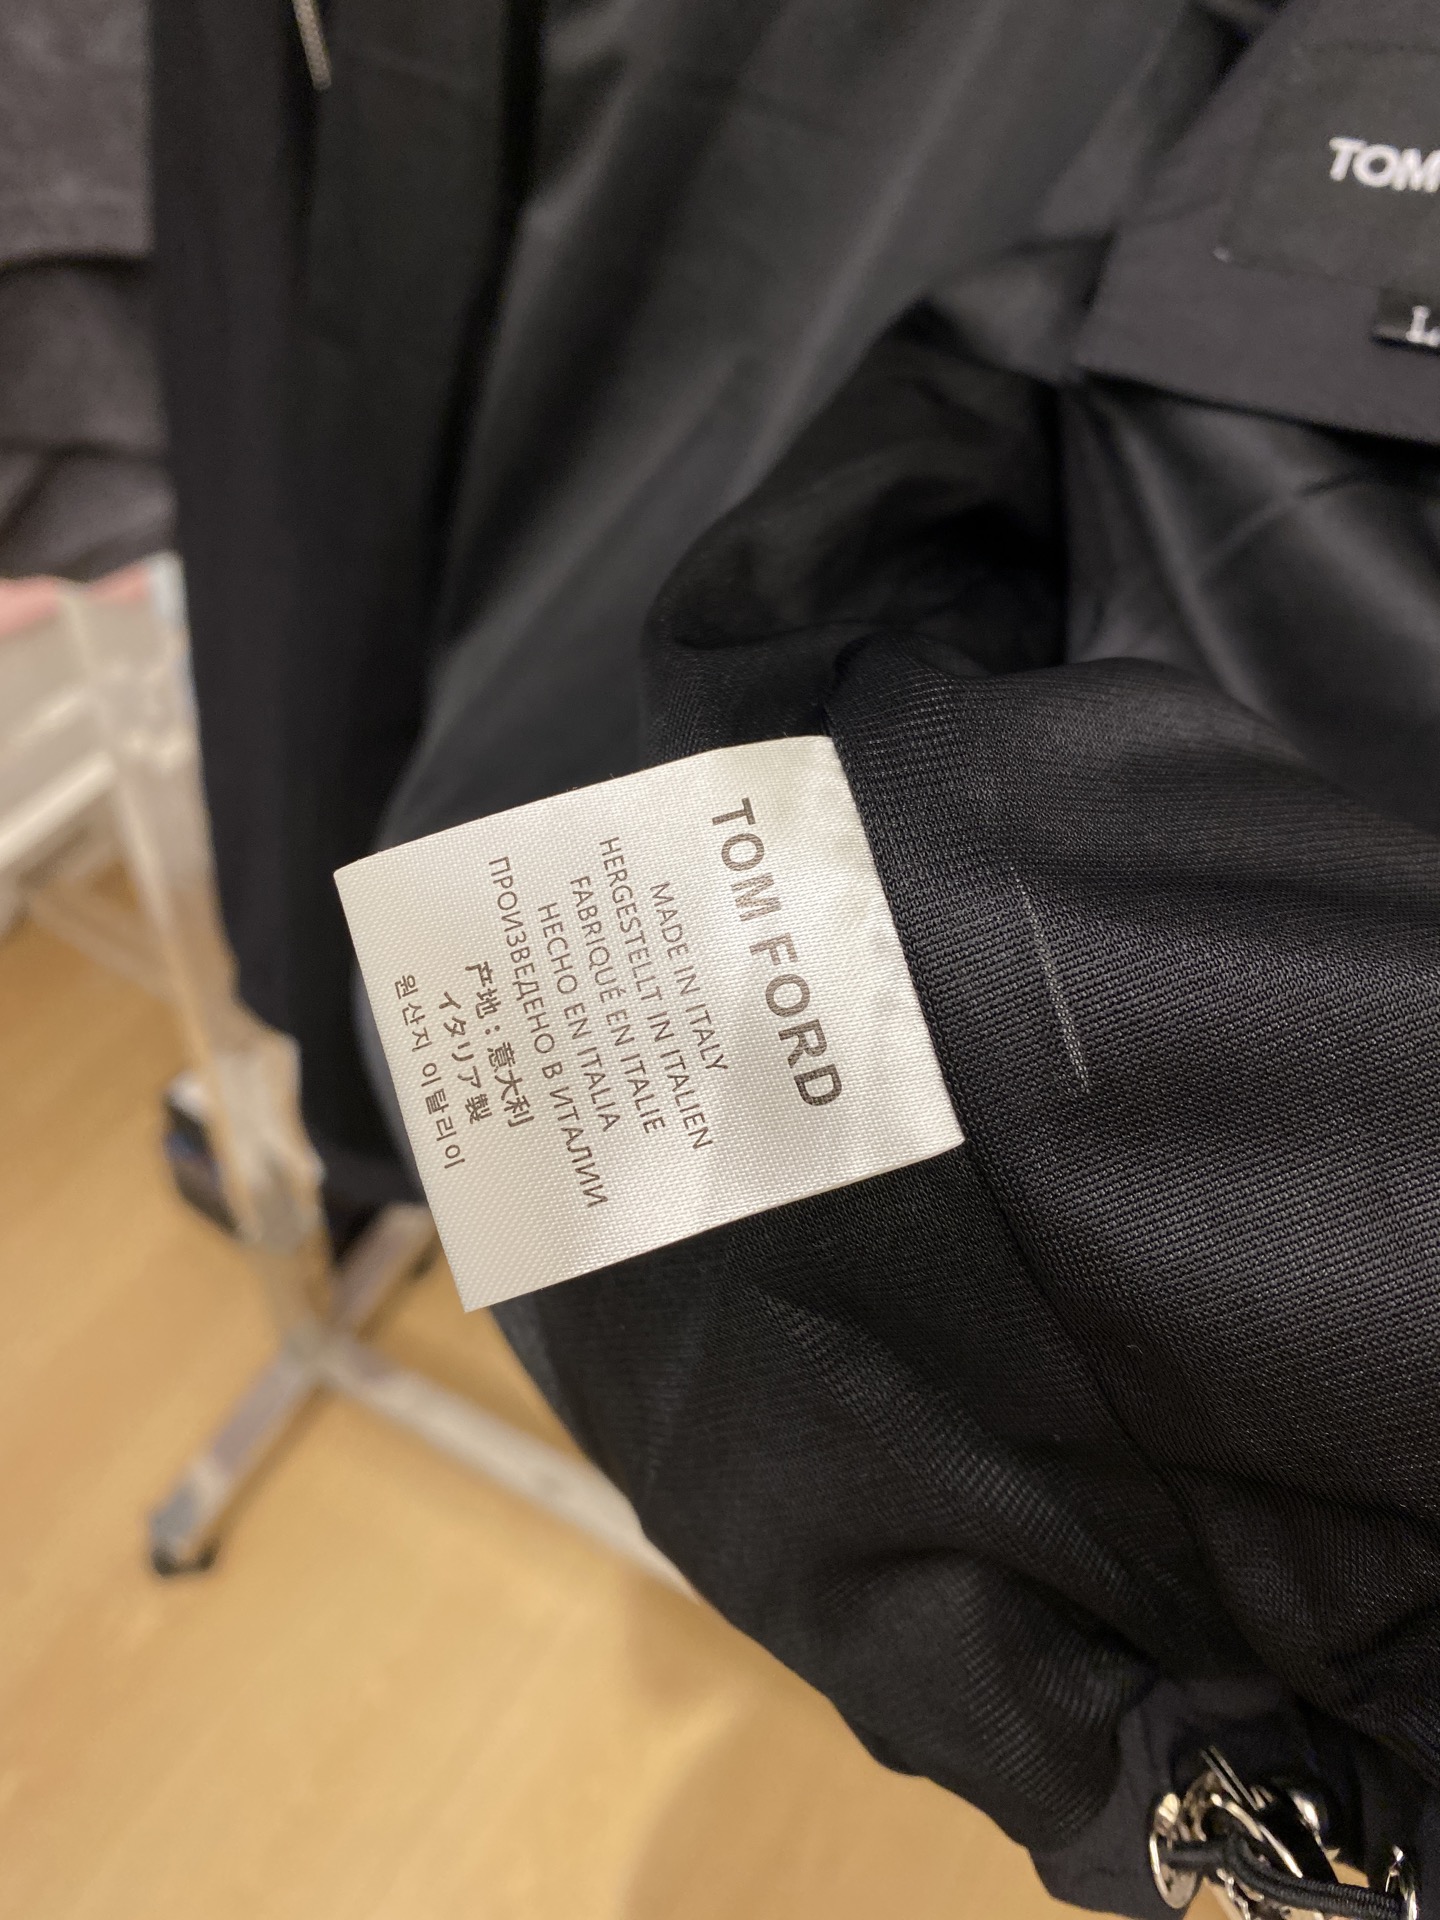 TOM
L
TOM FORD
MADE IN ITALY
HERGESTELLT IN ITALIEN
FABRIQUÉ EN ITALIE
HECHO EN ITALIA
ПРОИЗВЕДЕНО В ИТАЛИИ
产地：意大利
イタリア製
원산지 이탈리아